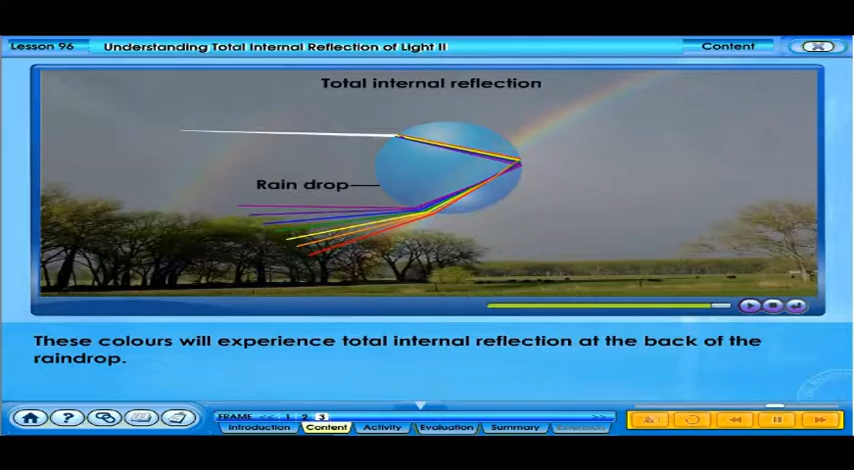 Lesson 96
Understanding Total Internal Reflection of Light II
Content
Total internal reflection
Rain drop
These colours will experience total internal reflection at the back of the
raindrop.
FRAME << 1 2 3 >>
Introduction Content Activity Evaluation Summary Extension